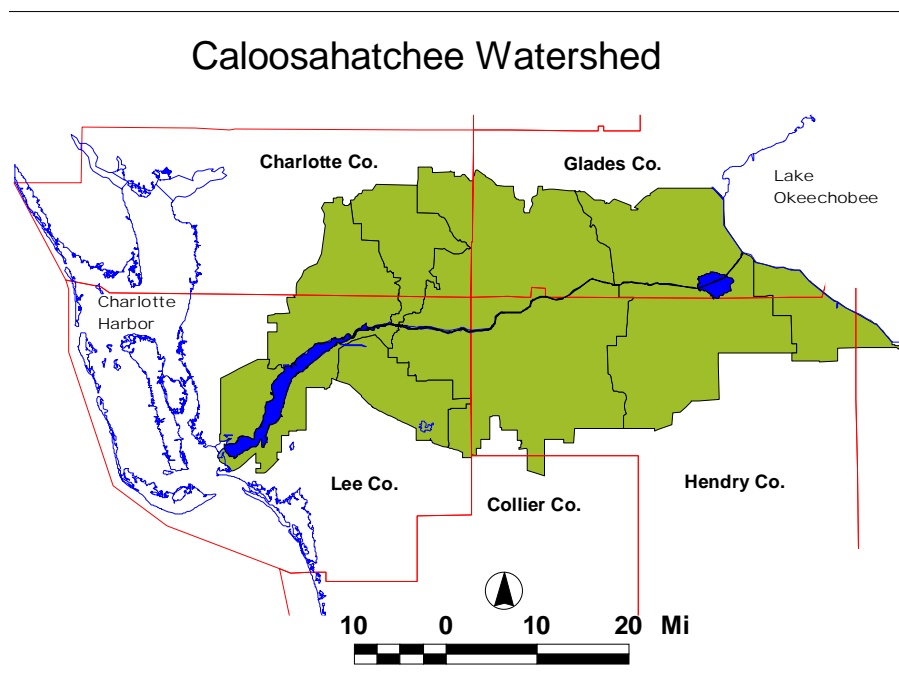 Caloosahatchee Watershed
Charlotte Co.
Glades Co.
Lake
Okeechobee
Charlotte
Harbor
Lee Co.
Collier Co.
Hendry Co.
10 0 10 20 Mi